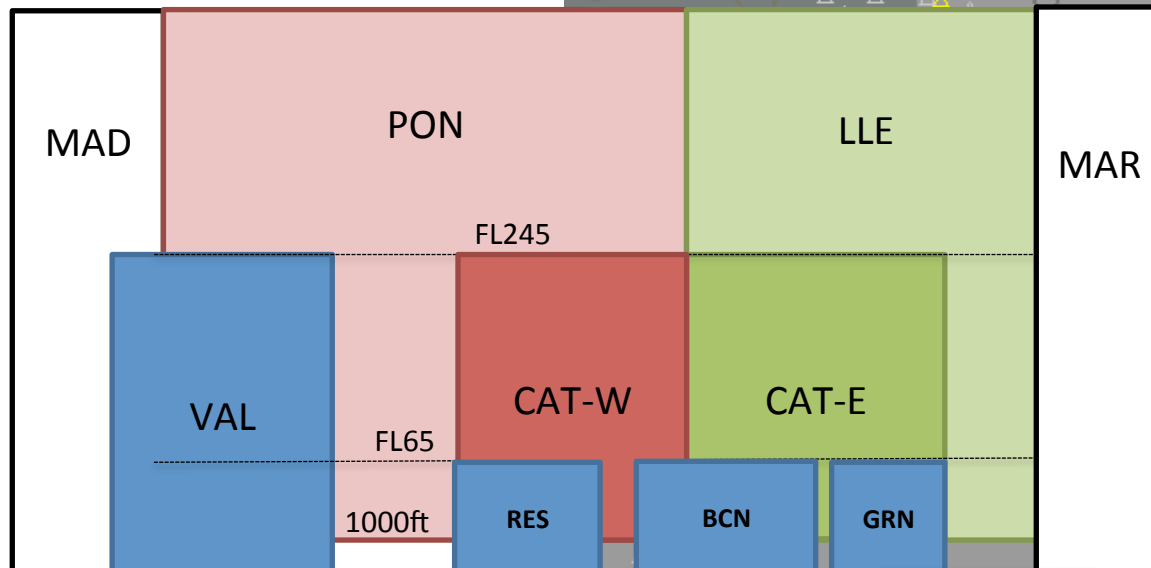 PON
LLE
MAD
MAR
FL245
CAT-W
CAT-E
VAL
FL65
1000ft
RES
BCN
GRN